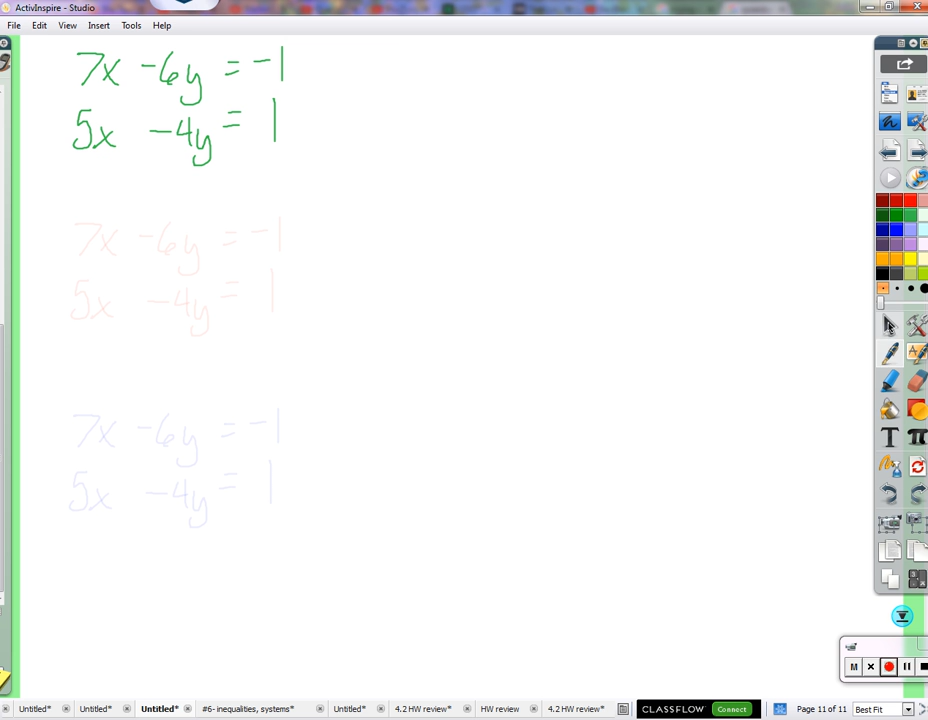 ActivInspire - Studio
File Edit View Insert Tools Help
7x -6y = -1
5x -4y = 1
7x -6y = -1
5x -4y = 1
7x -6y = -1
5x -4y = 1
M
Untitled* Untitled* Untitled* #6- inequalities, systems* Untitled* 4.2 HW review* HW review 4.2 HW review* CLASSFLOW Connect Page 11 of 11 Best Fit